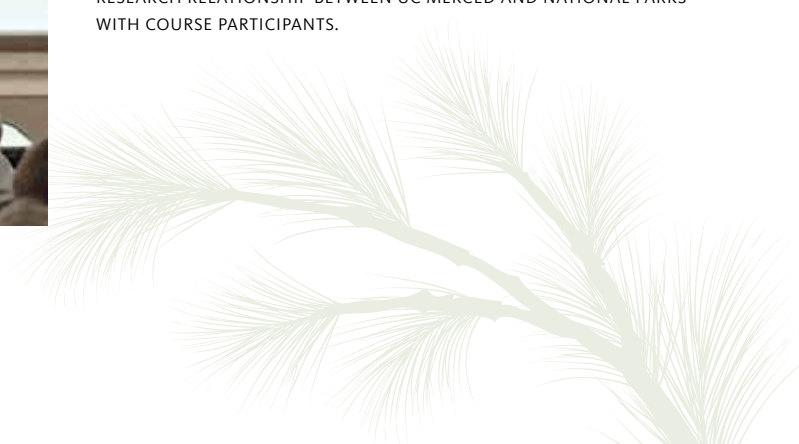 RESEARCH RELATIONSHIP BETWEEN UC MERCED AND NATIONAL PARKS
WITH COURSE PARTICIPANTS.